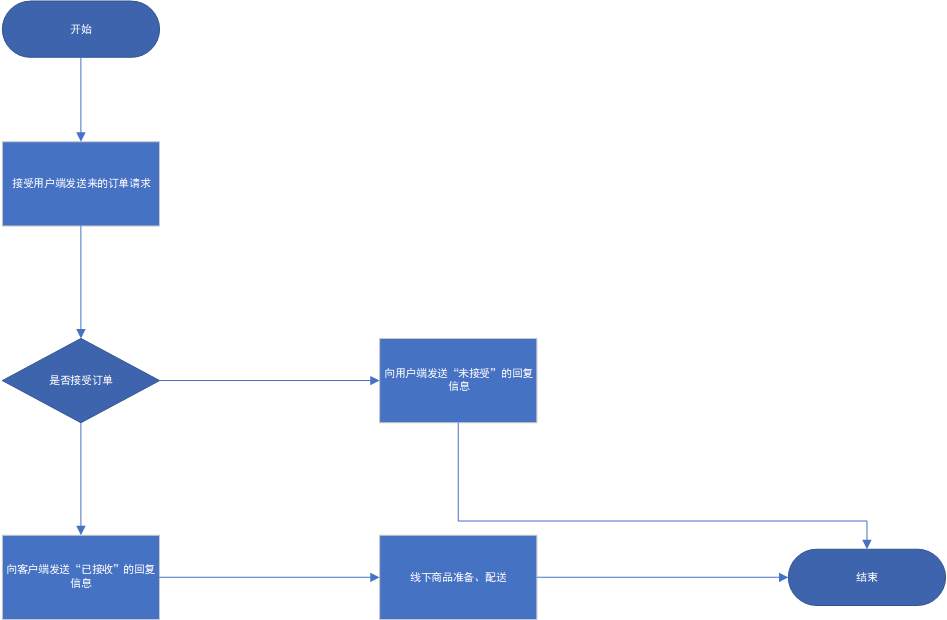 开始
接受用户端发送来的订单请求
是否接受订单
向用户端发送“未接受”的回复
信息
向客户端发送“已接收”的回复
信息
线下商品准备、配送
结束